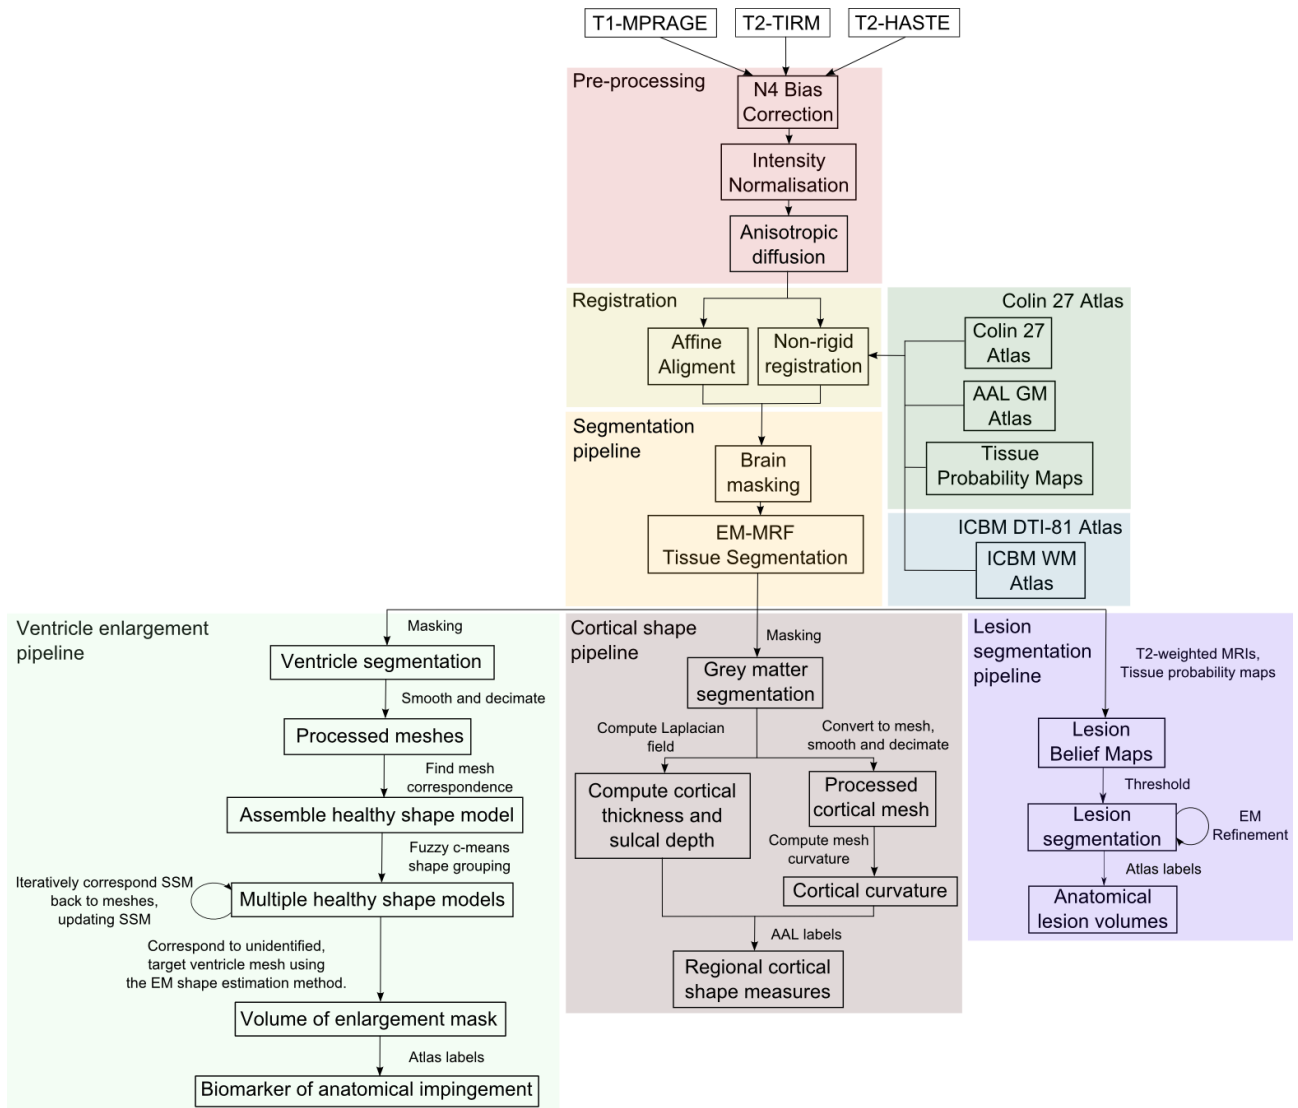 T1-MPRAGE
T2-TIRM
T2-HASTE
Pre-processing
N4 Bias
Correction
Intensity
Normalisation
Anisotropic
diffusion
Registration
Affine
Aligment
Non-rigid
registration
Colin 27 Atlas
Colin 27
Atlas
AAL GM
Atlas
Tissue
Probability Maps
ICBM DTI-81 Atlas
ICBM WM
Atlas
Segmentation
pipeline
Brain
masking
EM-MRF
Tissue Segmentation
Ventricle enlargement
pipeline
Masking
Ventricle segmentation
Smooth and decimate
Processed meshes
Find mesh
correspondence
Assemble healthy shape model
Fuzzy c-means
shape grouping
Iteratively correspond SSM
back to meshes,
updating SSM
Multiple healthy shape models
Correspond to unidentified,
target ventricle mesh using
the EM shape estimation method.
Volume of enlargement mask
Atlas labels
Biomarker of anatomical impingement
Cortical shape
pipeline
Masking
Grey matter
segmentation
Compute Laplacian
field
Convert to mesh,
smooth and decimate
Compute cortical
thickness and
sulcal depth
Processed
cortical mesh
Compute mesh
curvature
Cortical curvature
AAL labels
Regional cortical
shape measures
Lesion
segmentation
pipeline
T2-weighted MRIs,
Tissue probability maps
Lesion
Belief Maps
Threshold
Lesion
segmentation
EM
Refinement
Atlas labels
Anatomical
lesion volumes